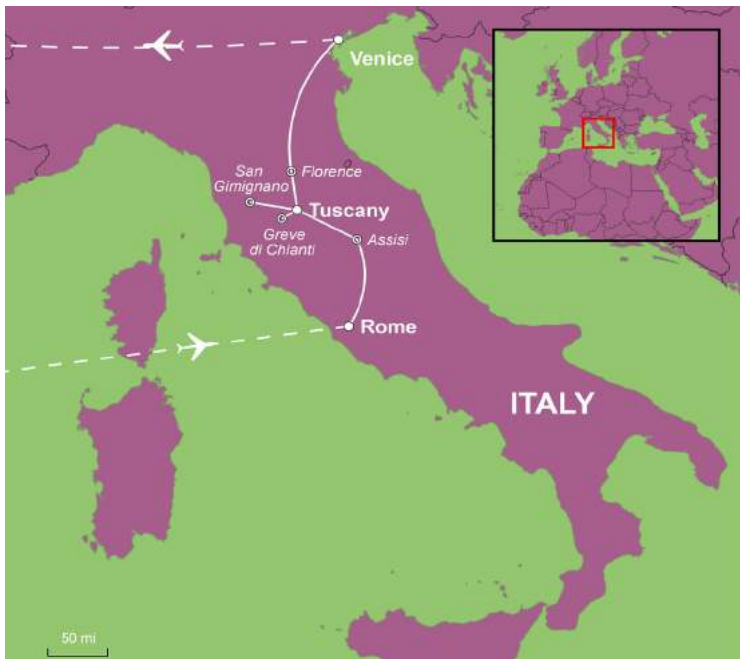 Venice
San
Gimignano
Florence
Tuscany
Greve
di Chianti
Assisi
Rome
ITALY
50 mi